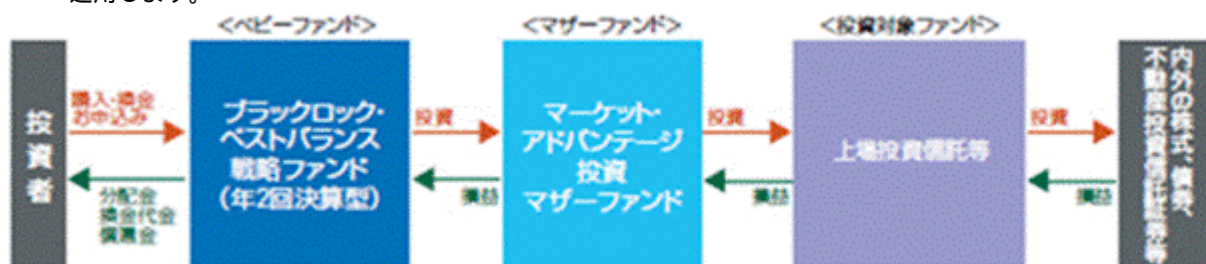 運用します。
<ベビーファンド>
<マザーファンド>
<投資対象ファンド>
投資者
購入・換金
お申込み
分配金
換金代金
償還金
ブラックロック・
ベストバランス
戦略ファンド
(年2回決算型)
投資
損益
マーケット・
アドバンテージ
投資
マザーファンド
投資
損益
上場投資信託等
投資
損益
内外の株式、債券、
不動産投資信託証券等